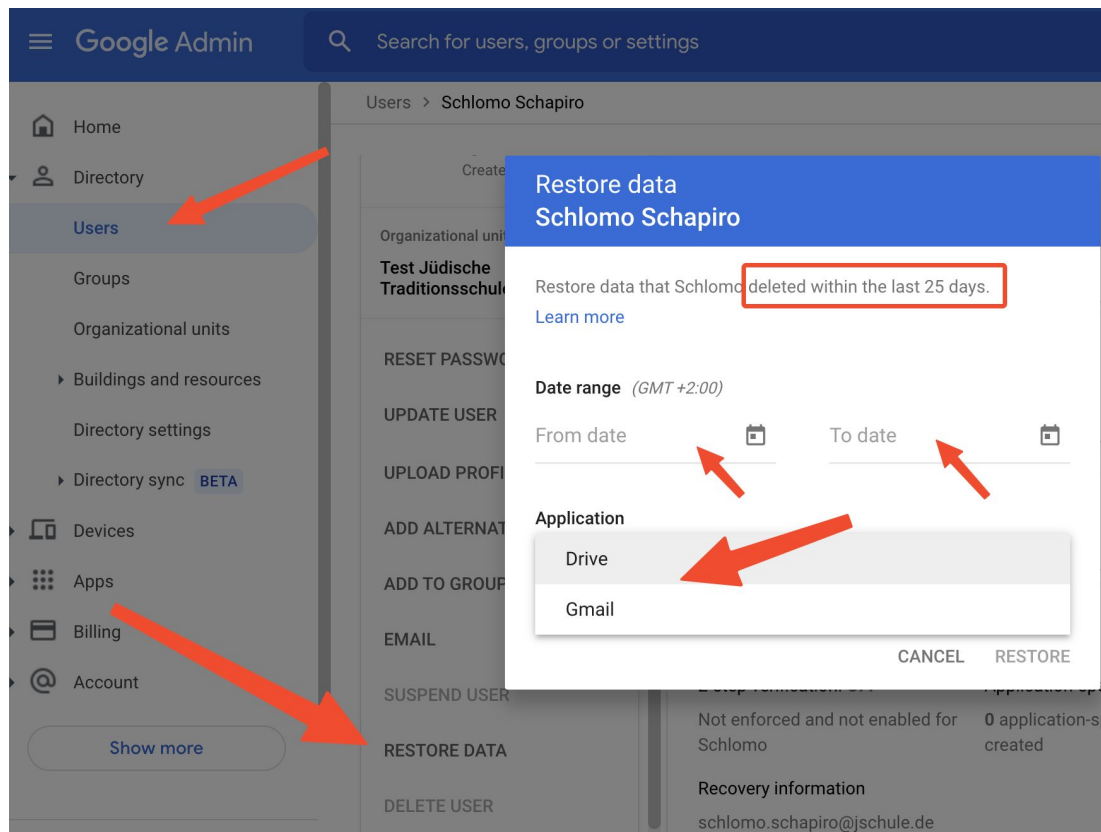 Google Admin
Search for users, groups or settings
Home
Directory
Users
Groups
Organizational units
Buildings and resources
Directory settings
Directory sync BETA
Devices
Apps
Billing
Account
Show more
Users > Schlomo Schapiro
Create
Organizational unit
Test Jüdische
Traditionsschule
RESET PASSWO
UPDATE USER
UPLOAD PROFI
ADD ALTERNAT
ADD TO GROUP
EMAIL
SUSPEND USER
RESTORE DATA
DELETE USER
Restore data
Schlomo Schapiro
Restore data that Schlomo deleted within the last 25 days.
Learn more
Date range (GMT +2:00)
From date
To date
Application
Drive
Gmail
CANCEL RESTORE
Not enforced and not enabled for
Schlomo
0 application-s
created
Recovery information
schlomo.schapiro@jschule.de